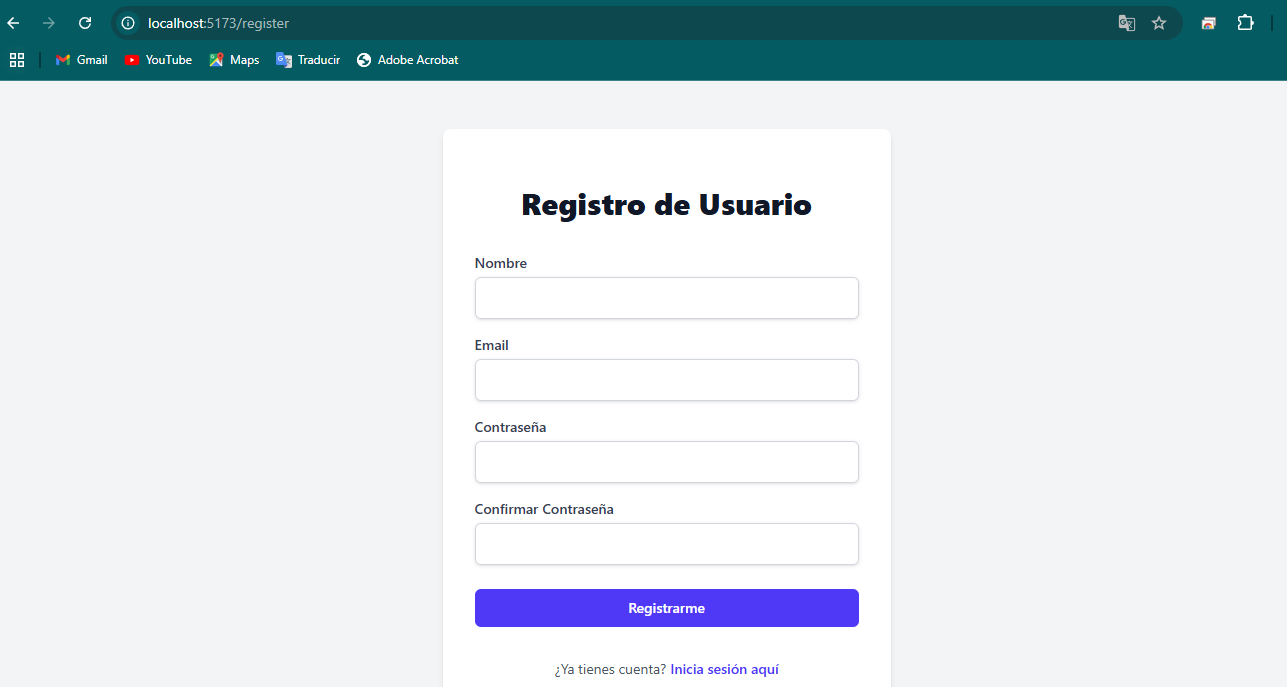 localhost:5173/register
Gmail YouTube Maps Traducir Adobe Acrobat
Registro de Usuario
Nombre
Email
Contraseña
Confirmar Contraseña
Registrarme
¿Ya tienes cuenta? Inicia sesión aquí